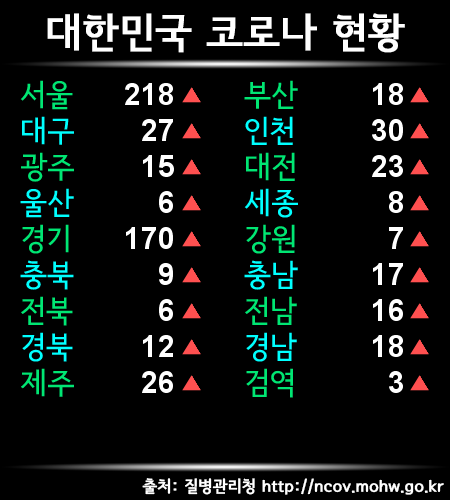 대한민국 코로나 현황
서울 218 ▲ 부산 18 ▲
대구 27 ▲ 인천 30 ▲
광주 15 ▲ 대전 23 ▲
울산 6 ▲ 세종 8 ▲
경기 170 ▲ 강원 7 ▲
충북 9 ▲ 충남 17 ▲
전북 6 ▲ 전남 16 ▲
경북 12 ▲ 경남 18 ▲
제주 26 ▲ 검역 3 ▲
출처: 질병관리청 http://ncov.mohw.go.kr